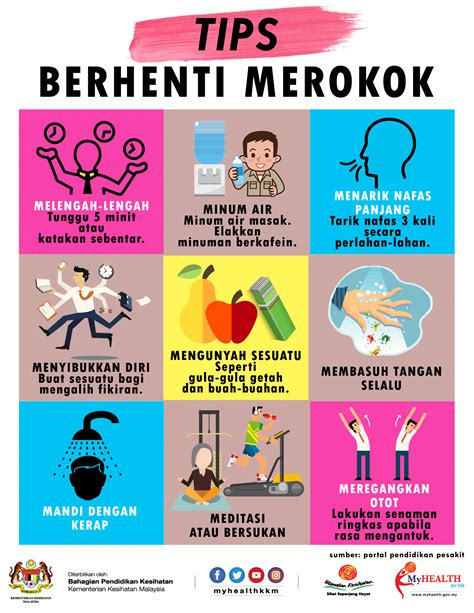 TIPS
BERHENTI MEROKOK
MELENGAH-LENGAH
Tunggu 5 minit
atau
katakan sebentar.
MINUM AIR
Minum air masak.
Elakkan
minuman berkafein.
MENARIK NAFAS
PANJANG
Tarik nafas 3 kali
secara
perlahan-lahan.
MENYIBUKKAN DIRI
Buat sesuatu bagi
mengalih fikiran.
MENGUNYAH SESUATU
Seperti
gula-gula getah
dan buah-buahan.
MEMBASUH TANGAN
SELALU
MANDI DENGAN
KERAP
MEDITASI
ATAU BERSUKAN
MEREGANGKAN
OTOT
Lakukan senaman
ringkas apabila
rasa mengantuk.
sumber: portal pendidikan pesakit
KEMENTERIAN KESIHATAN
MALAYSIA
Diterbitkan oleh:
Bahagian Pendidikan Kesihatan
Kementerian Kesihatan Malaysia
myhealthkkm
Sihat Sepanjang Hayat
MyHEALTH
for life
www.myhealth.gov.my